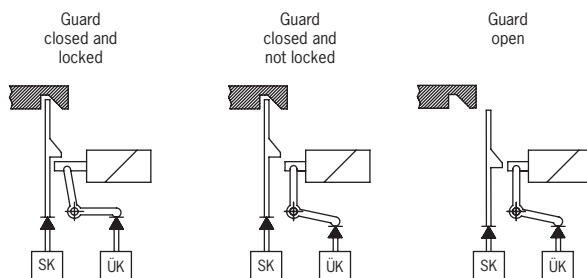 Guard
closed and
locked
Guard
closed and
not locked
Guard
open
SK
ÜK
SK
ÜK
SK
ÜK